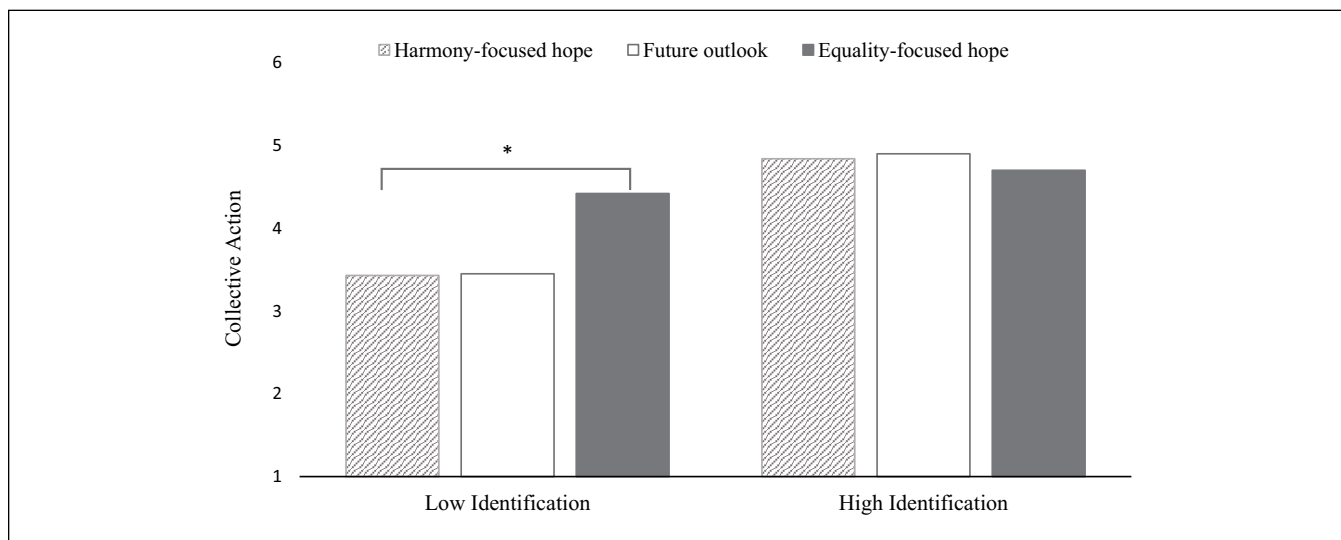 Harmony-focused hope Future outlook Equality-focused hope
6
5
4
3
2
1
Collective Action
*
Low Identification High Identification